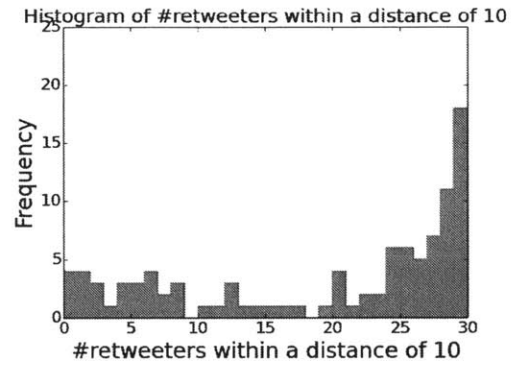 Histogram of #retweeters within a distance of 10
25
20
15
10
5
0
Frequency
0 5 10 15 20 25 30
#retweeters within a distance of 10